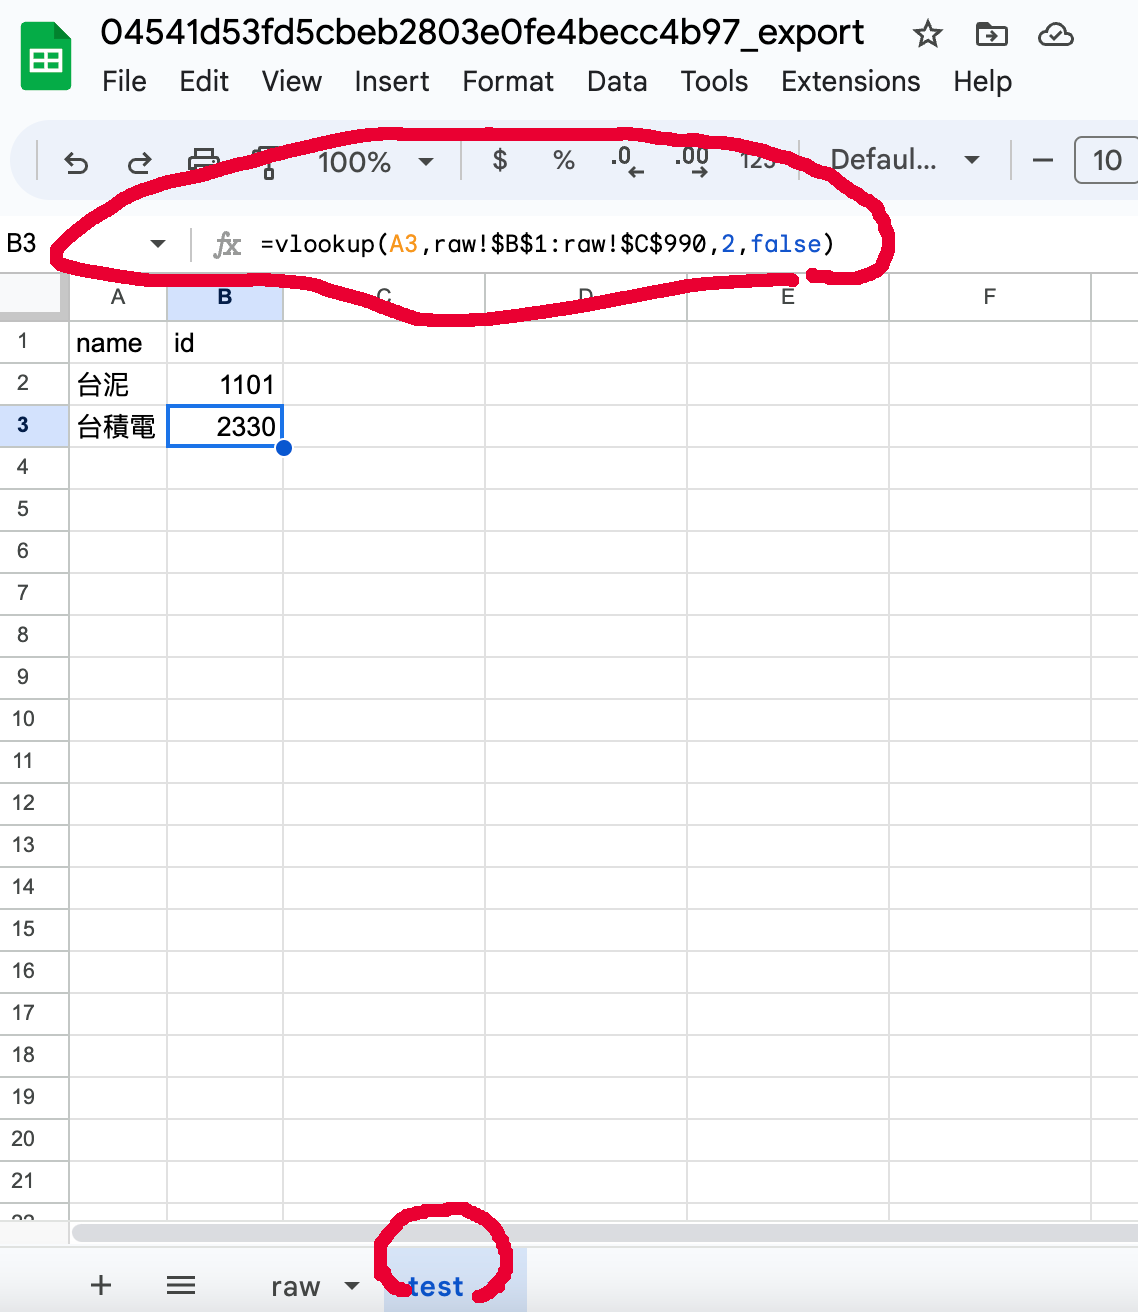 04541d53fd5cbeb2803e0fe4becc4b97_export
File Edit View Insert Format Data Tools Extensions Help
100% $ % .0 .00 123 Defaul... 10
B3 fx =vlookup(A3,raw!$B$1:raw!$C$990,2,false)
A B C D E F
1 name id
2 台泥 1101
3 台積電 2330
4
5
6
7
8
9
10
11
12
13
14
15
16
17
18
19
20
21
22
raw test